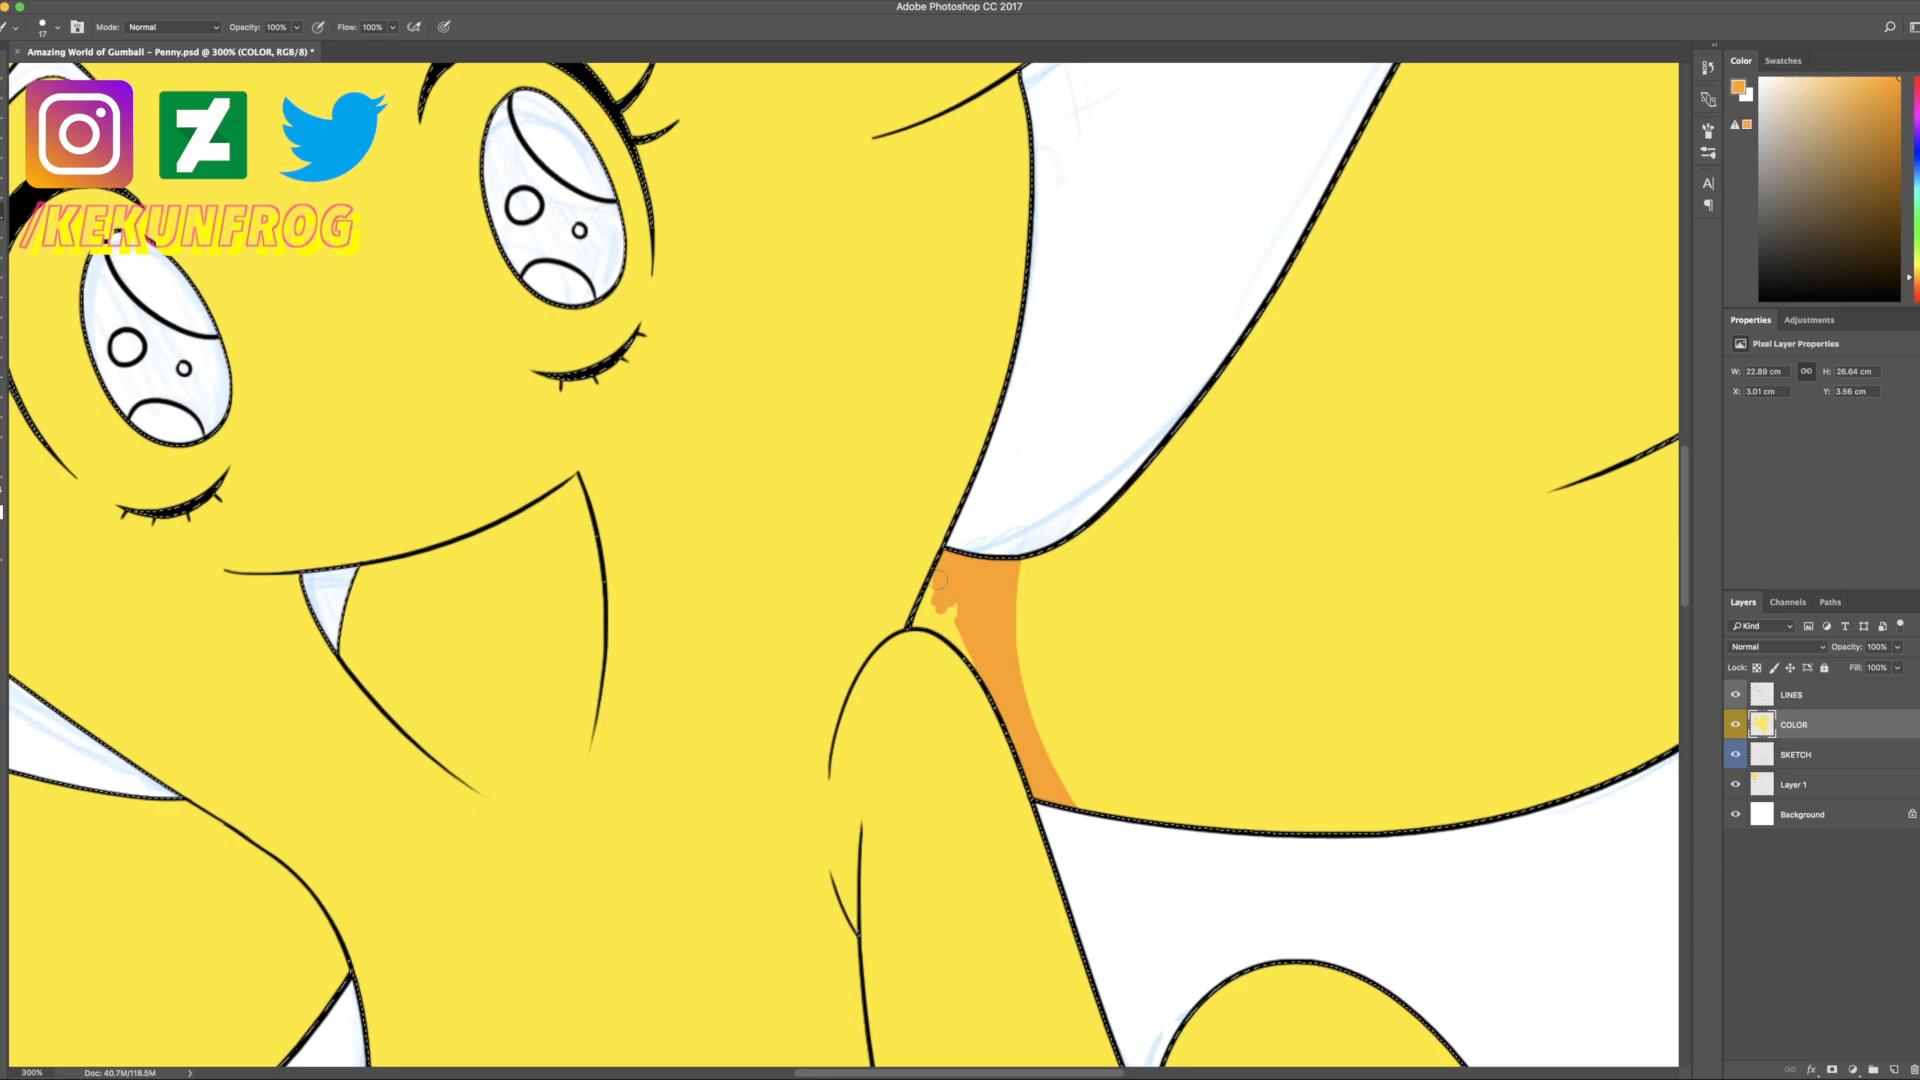 Adobe Photoshop CC 2017
17 Mode: Normal Opacity: 100% Flow: 100%
× Amazing World of Gumball – Penny.psd @ 300% (COLOR, RGB/8) *
/KEKUNFROG
Color Swatches
Properties Adjustments
Pixel Layer Properties
W: 22.89 cm H: 26.64 cm
X: 3.01 cm Y: 3.56 cm
Layers Channels Paths
Kind
Normal Opacity: 100%
Lock: Fill: 100%
LINES
COLOR
SKETCH
Layer 1
Background
300% Doc: 40.7M/118.5M